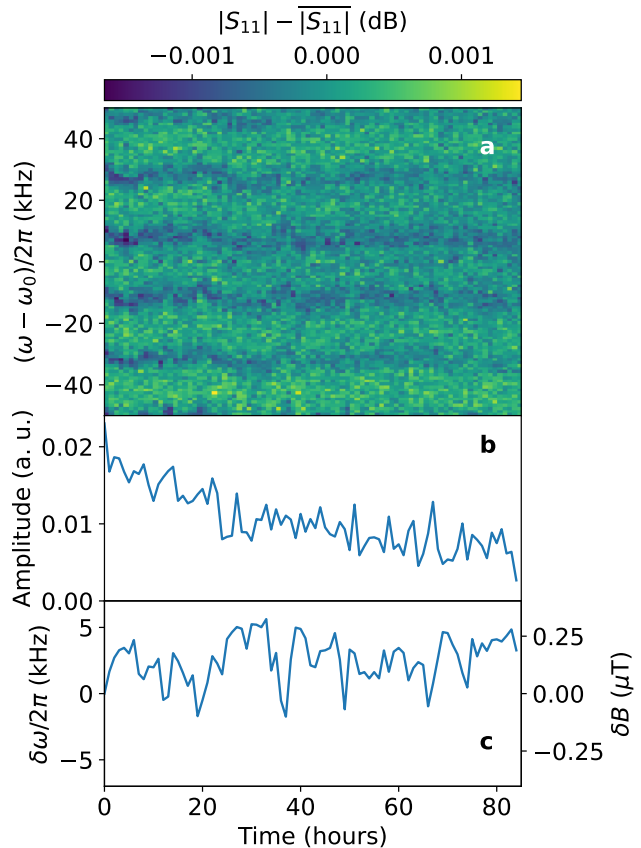 |S₁₁| − |S̅₁₁| (dB)
−0.001 0.000 0.001
a
40
20
0
−20
−40
(ω − ω₀)/2π (kHz)
b
0.02
0.01
0.00
Amplitude (a. u.)
c
5
0
−5
δω/2π (kHz)
0.25
0.00
−0.25
δB (μT)
0 20 40 60 80
Time (hours)